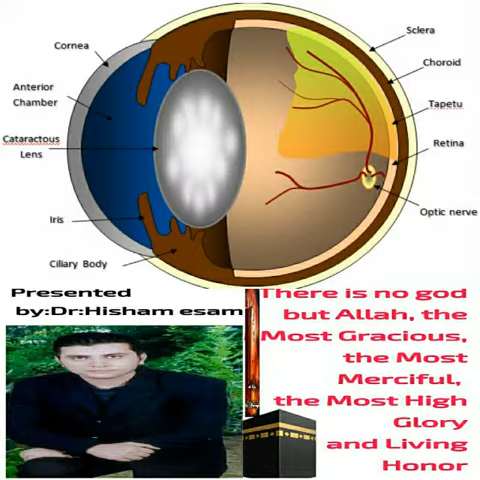 Cornea
Anterior
Chamber
Cataractous
Lens
Iris
Ciliary Body
Sclera
Choroid
Tapetu
Retina
Optic nerve
Presented
by:Dr:Hisham esam
There is no god
but Allah, the
Most Gracious,
the Most
Merciful,
the Most High
Glory
and Living
Honor